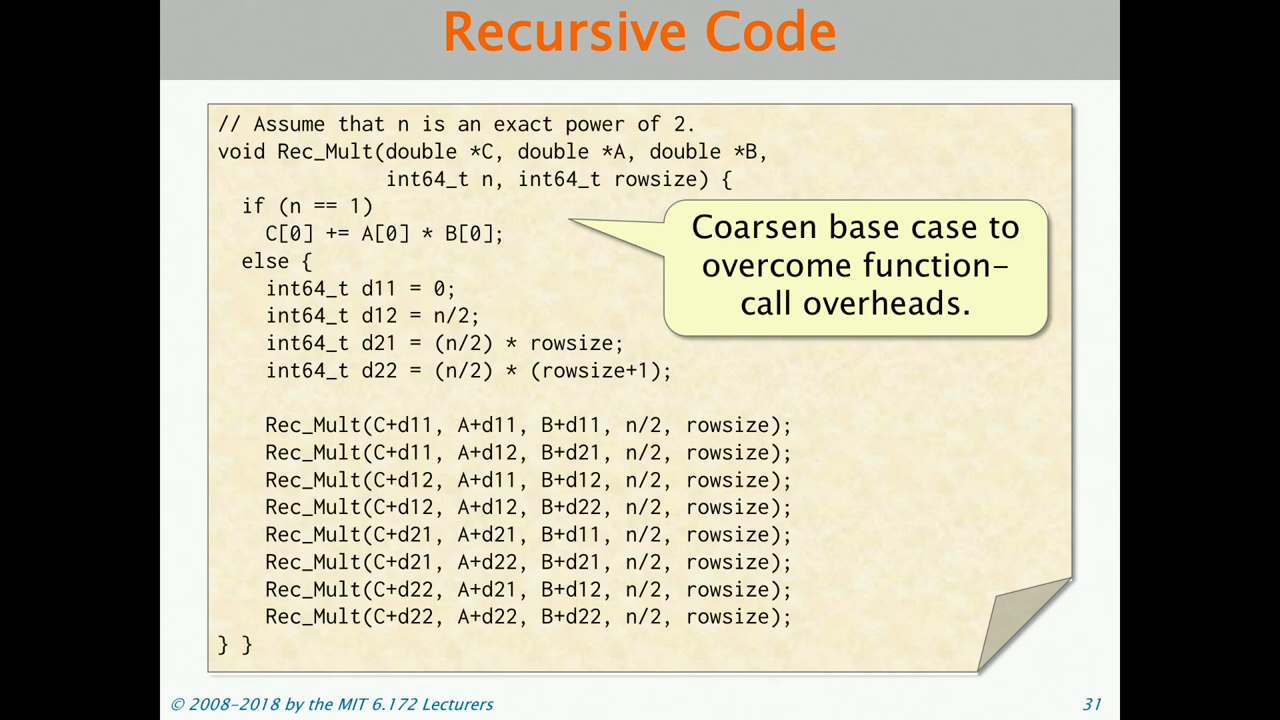 Recursive Code
// Assume that n is an exact power of 2.
void Rec_Mult(double *C, double *A, double *B,
              int64_t n, int64_t rowsize) {
  if (n == 1)
    C[0] += A[0] * B[0];
  else {
    int64_t d11 = 0;
    int64_t d12 = n/2;
    int64_t d21 = (n/2) * rowsize;
    int64_t d22 = (n/2) * (rowsize+1);

    Rec_Mult(C+d11, A+d11, B+d11, n/2, rowsize);
    Rec_Mult(C+d11, A+d12, B+d21, n/2, rowsize);
    Rec_Mult(C+d12, A+d11, B+d12, n/2, rowsize);
    Rec_Mult(C+d12, A+d12, B+d22, n/2, rowsize);
    Rec_Mult(C+d21, A+d21, B+d11, n/2, rowsize);
    Rec_Mult(C+d21, A+d22, B+d21, n/2, rowsize);
    Rec_Mult(C+d22, A+d21, B+d12, n/2, rowsize);
    Rec_Mult(C+d22, A+d22, B+d22, n/2, rowsize);
} }
Coarsen base case to
overcome function-
call overheads.
© 2008-2018 by the MIT 6.172 Lecturers
31